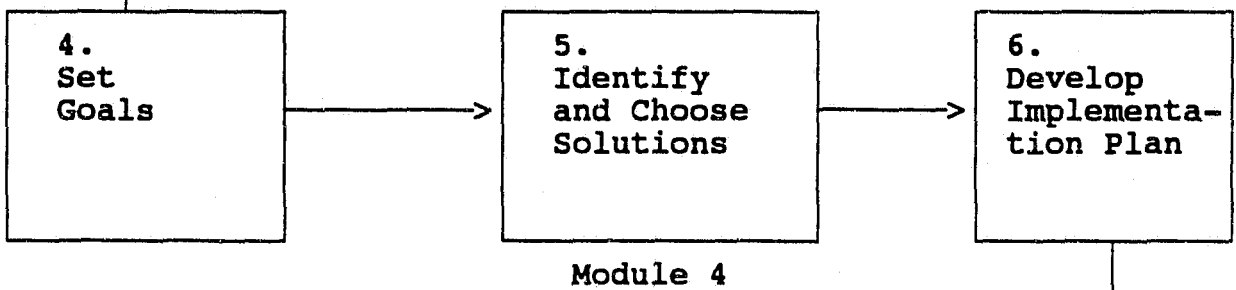 4.
Set
Goals
5.
Identify
and Choose
Solutions
6.
Develop
Implementa-
tion Plan
Module 4